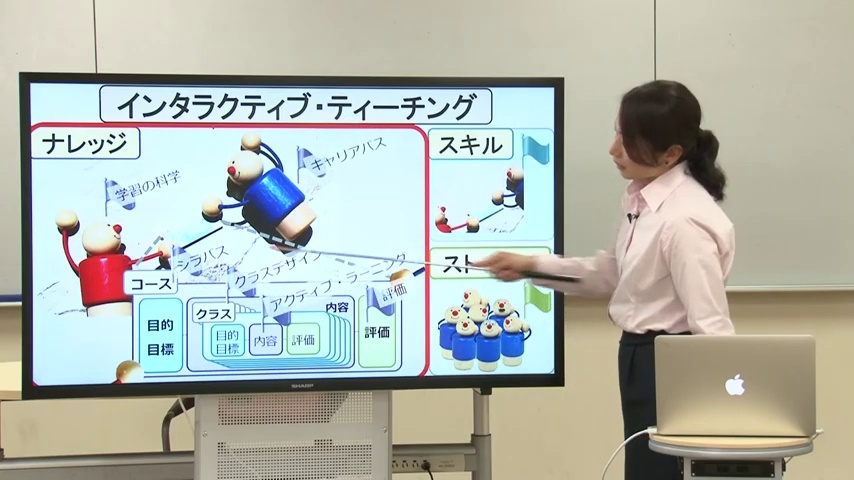 インタラクティブ・ティーチング
ナレッジ
スキル
キャリアパス
学習の科学
シラバス
クラスデザイン
アクティブ・ラーニング
評価
スト
コース
目的
目標
クラス
内容
目的
目標
内容
評価
評価
SHARP